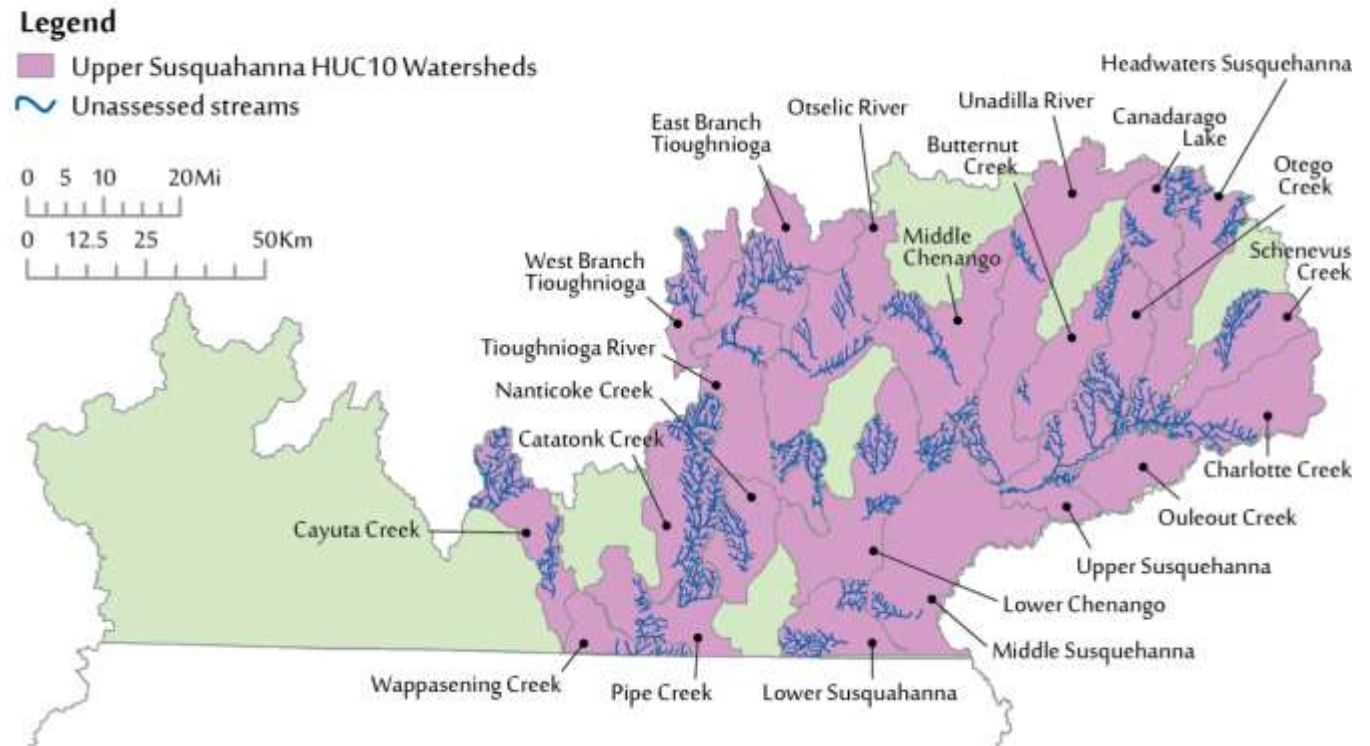 Legend
Upper Susquahanna HUC10 Watersheds
Unassessed streams
0 5 10 20Mi
0 12.5 25 50Km
Headwaters Susquehanna
Unadilla River
Otselic River
Canadarago
Lake
East Branch
Tioughnioga
Butternut
Creek
Otego
Creek
Middle
Chenango
Schenevus
Creek
West Branch
Tioughnioga
Tioughnioga River
Nanticoke Creek
Catatonk Creek
Charlotte Creek
Ouleout Creek
Cayuta Creek
Upper Susquehanna
Lower Chenango
Middle Susquehanna
Wappasening Creek
Pipe Creek
Lower Susquahanna